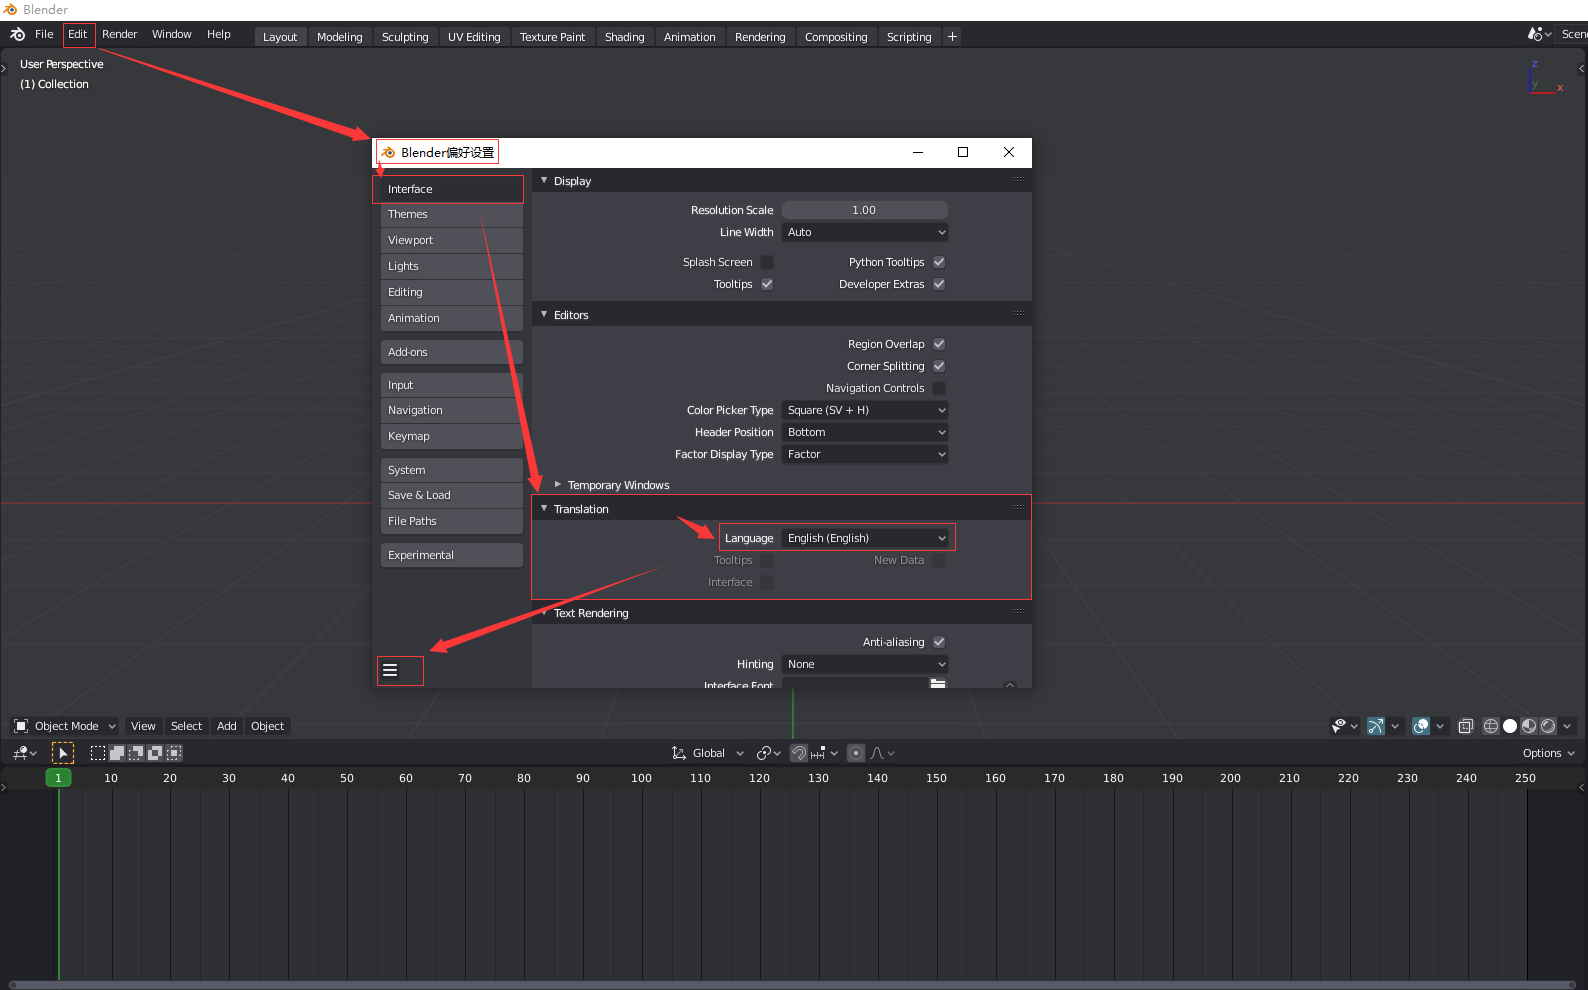 Blender
File Edit Render Window Help Layout Modeling Sculpting UV Editing Texture Paint Shading Animation Rendering Compositing Scripting + Scen
User Perspective
(1) Collection
z
y
x
Blender偏好设置
Interface
Themes
Viewport
Lights
Editing
Animation
Add-ons
Input
Navigation
Keymap
System
Save & Load
File Paths
Experimental
Display
Resolution Scale 1.00
Line Width Auto
Splash Screen Python Tooltips
Tooltips Developer Extras
Editors
Region Overlap
Corner Splitting
Navigation Controls
Color Picker Type Square (SV + H)
Header Position Bottom
Factor Display Type Factor
Temporary Windows
Translation
Language English (English)
Tooltips New Data
Interface
Text Rendering
Anti-aliasing
Hinting None
Interface Font
Object Mode View Select Add Object
Global Options
1 10 20 30 40 50 60 70 80 90 100 110 120 130 140 150 160 170 180 190 200 210 220 230 240 250